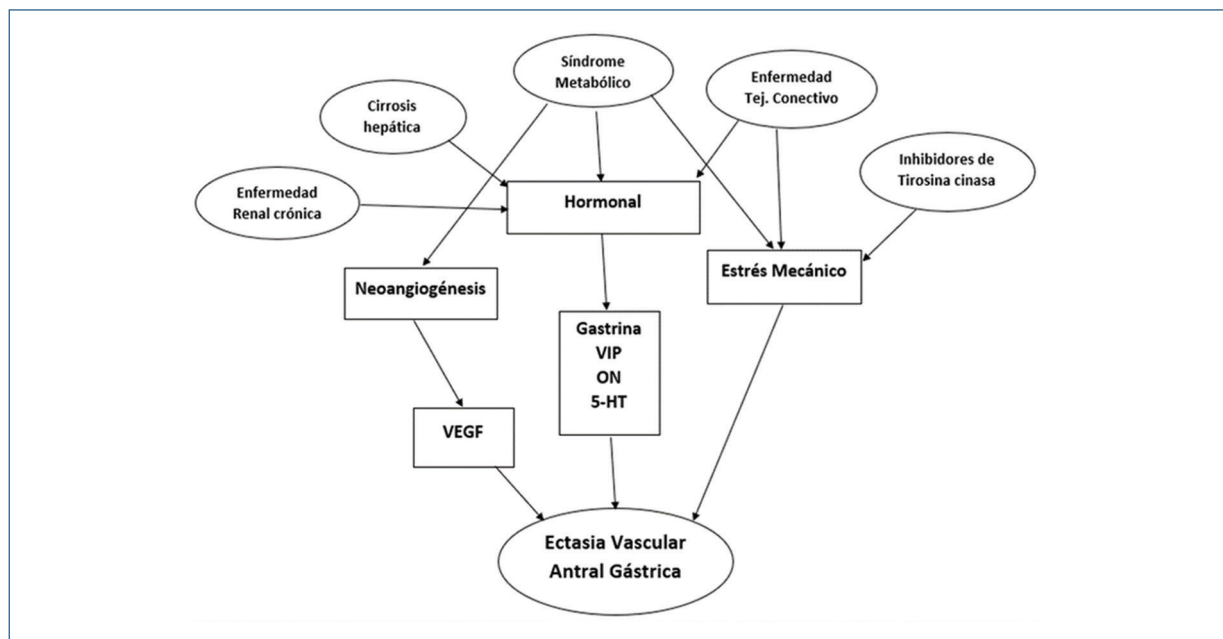 Síndrome
Metabólico
Enfermedad
Tej. Conectivo
Cirrosis
hepática
Inhibidores de
Tirosina cinasa
Enfermedad
Renal crónica
Hormonal
Estrés Mecánico
Neoangiogénesis
Gastrina
VIP
ON
5-HT
VEGF
Ectasia Vascular
Antral Gástrica